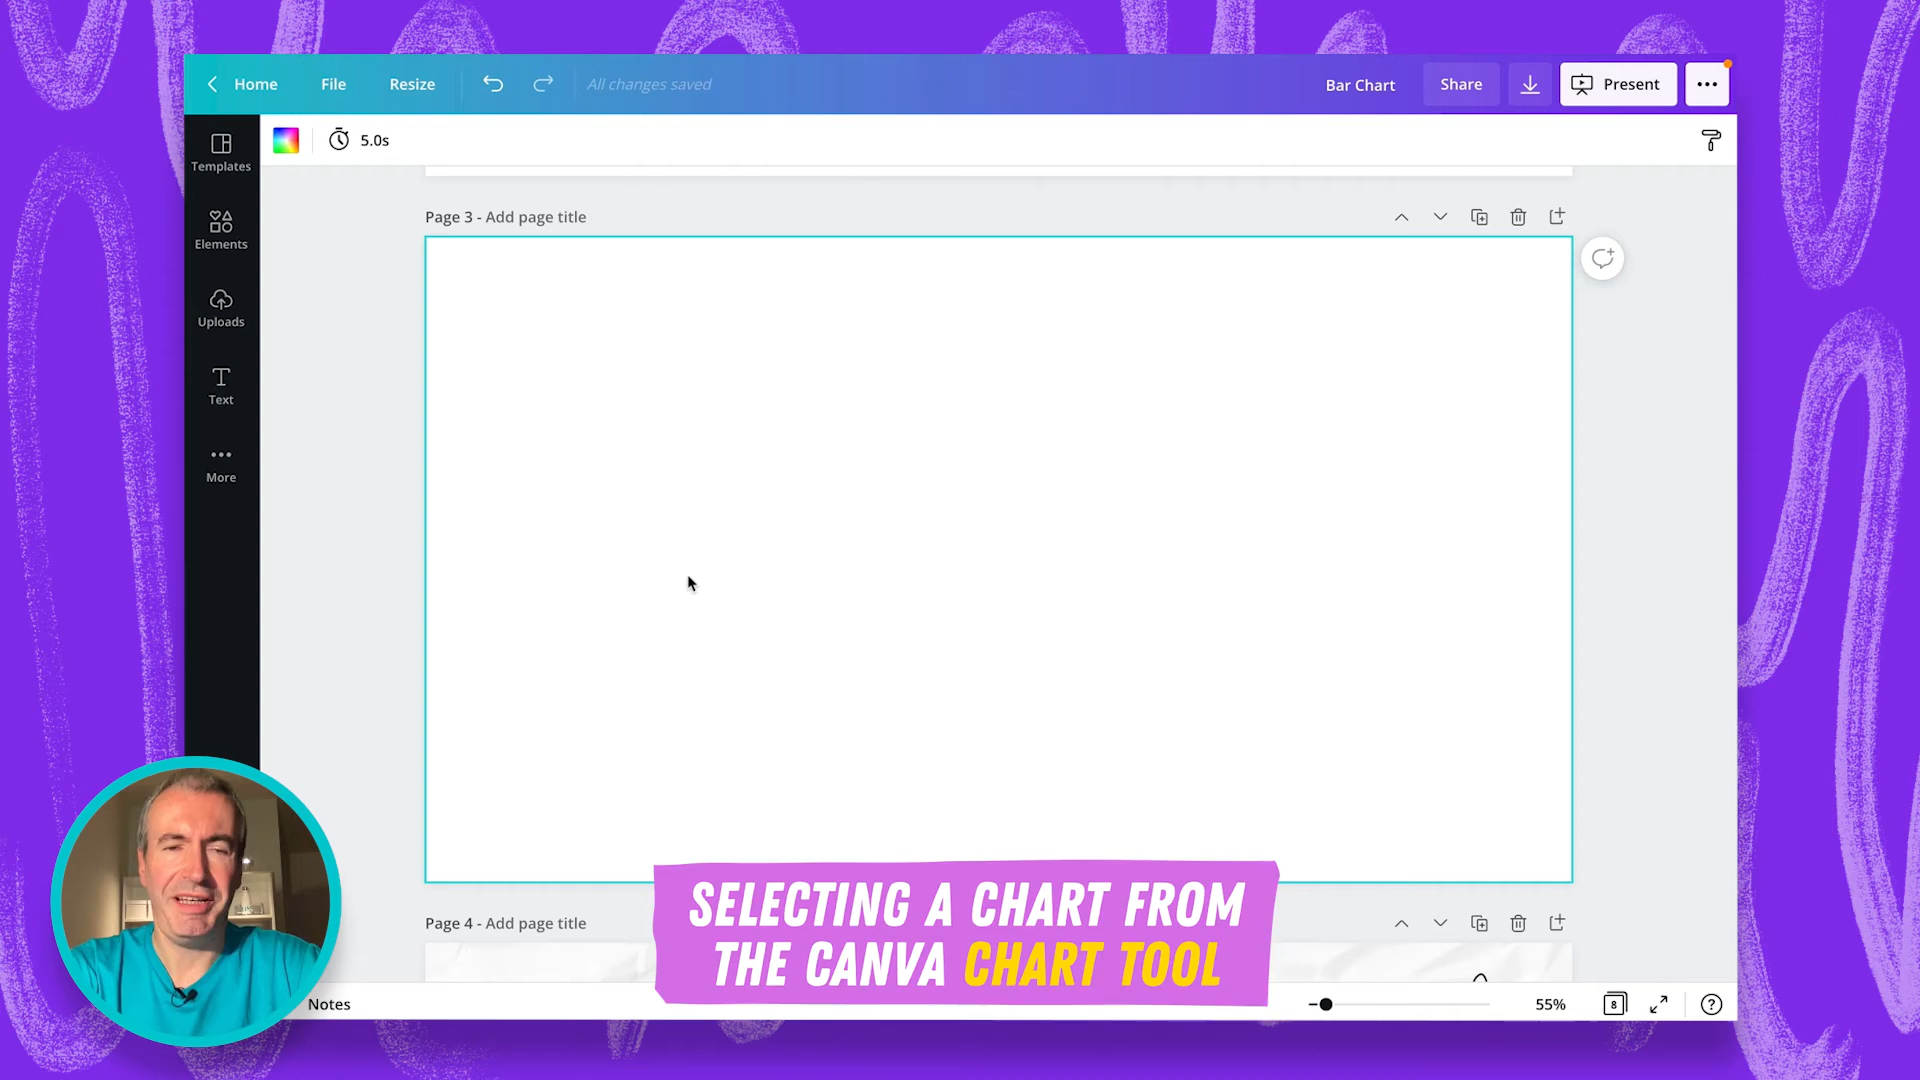 Home File Resize All changes saved Bar Chart Share Present
5.0s
Templates
Page 3 - Add page title
Elements
Uploads
Text
More
Page 4 - Add page title
SELECTING A CHART FROM
THE CANVA CHART TOOL
Notes 55% 8 ?